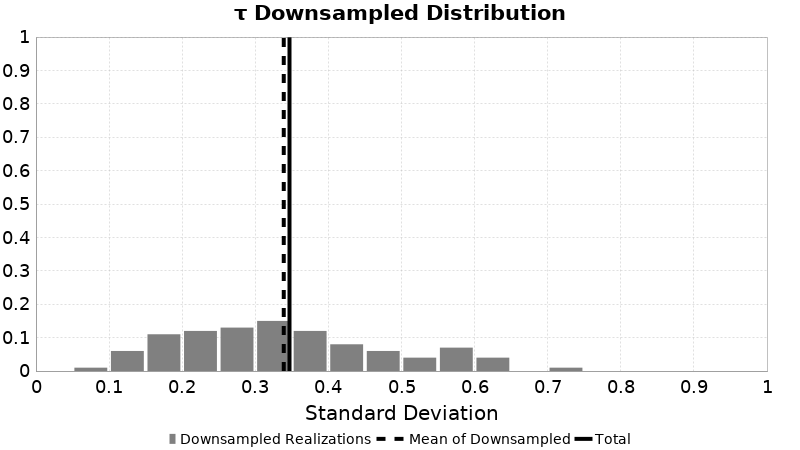 τ Downsampled Distribution
1
0.9
0.8
0.7
0.6
0.5
0.4
0.3
0.2
0.1
0
0 0.1 0.2 0.3 0.4 0.5 0.6 0.7 0.8 0.9 1
Standard Deviation
Downsampled Realizations Mean of Downsampled Total